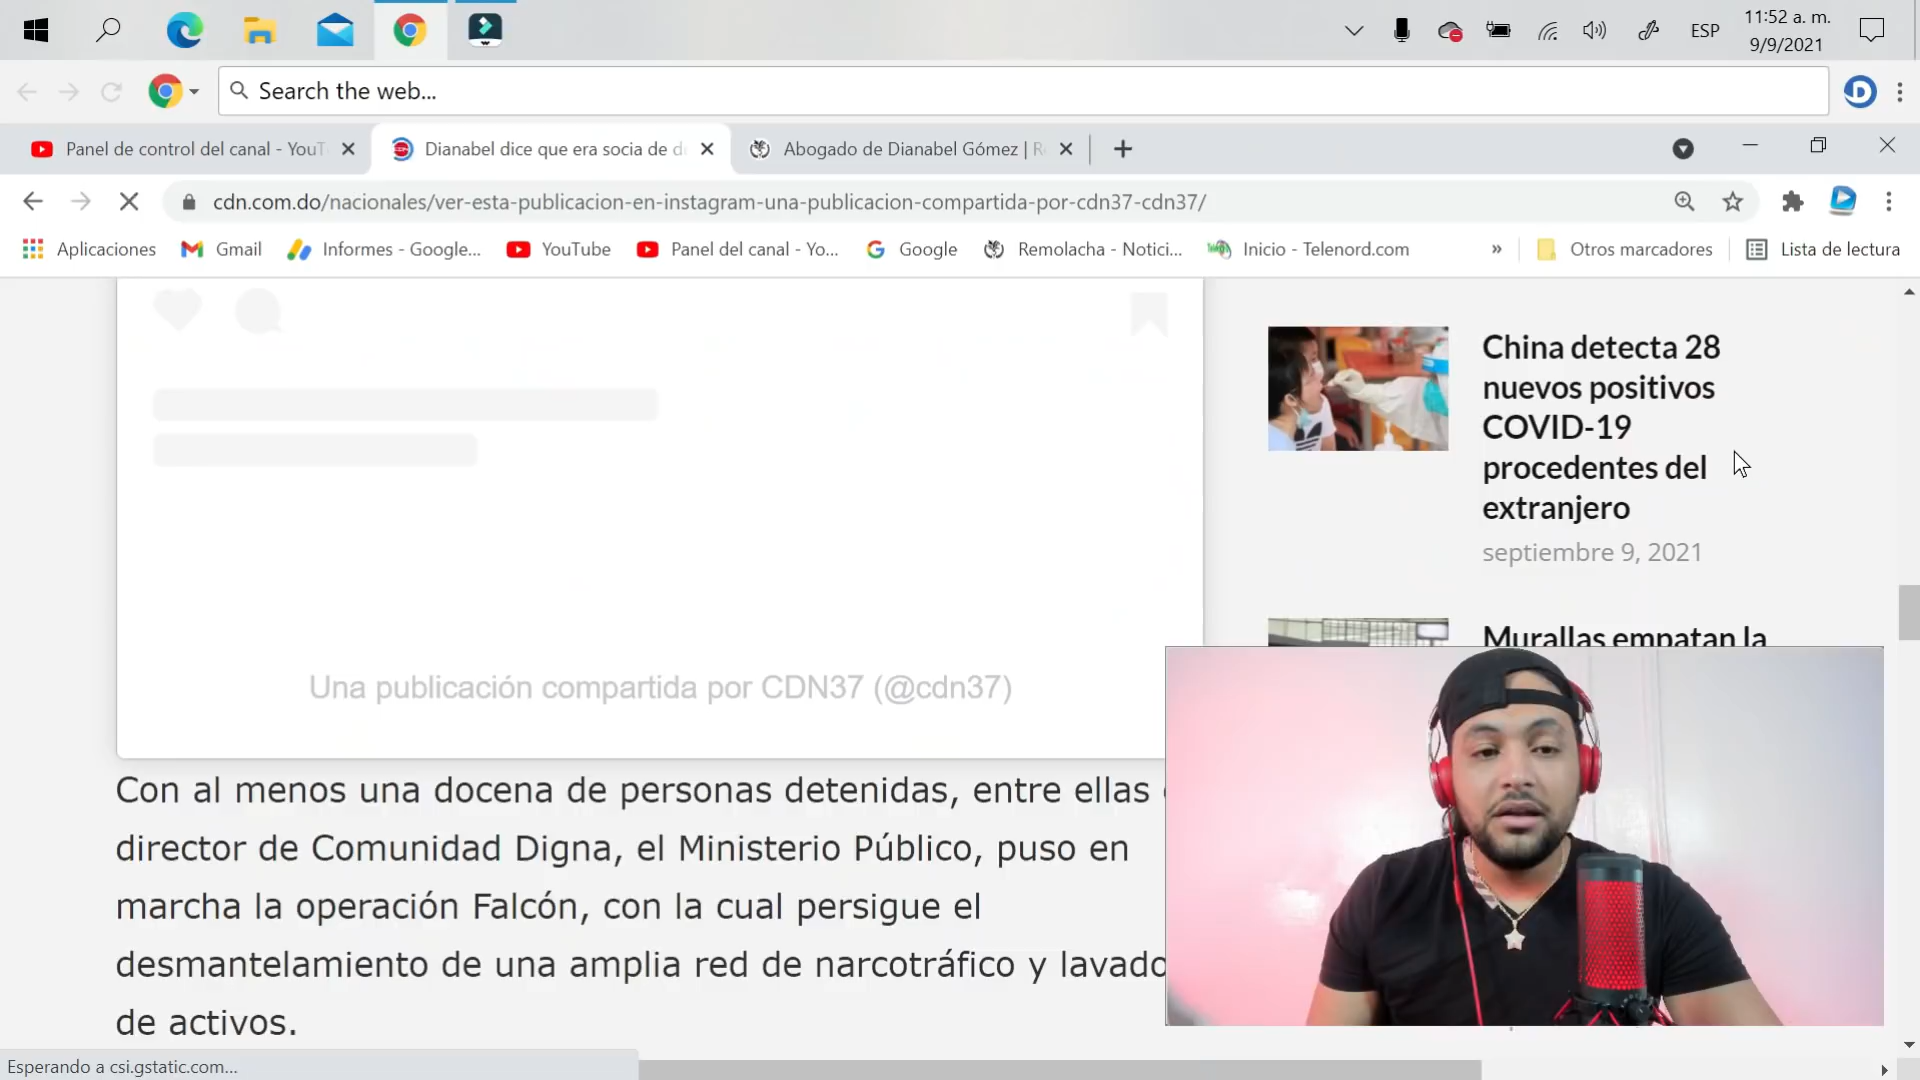 ESP
11:52 a. m.
9/9/2021
Search the web...
Panel de control del canal - YouT
Dianabel dice que era socia de d
Abogado de Dianabel Gómez | R
cdn.com.do/nacionales/ver-esta-publicacion-en-instagram-una-publicacion-compartida-por-cdn37-cdn37/
Aplicaciones
Gmail
Informes - Google...
YouTube
Panel del canal - Yo...
Google
Remolacha - Notici...
Inicio - Telenord.com
»
Otros marcadores
Lista de lectura
China detecta 28
nuevos positivos
COVID-19
procedentes del
extranjero
septiembre 9, 2021
Murallas empatan la
Una publicación compartida por CDN37 (@cdn37)
Con al menos una docena de personas detenidas, entre ellas
director de Comunidad Digna, el Ministerio Público, puso en
marcha la operación Falcón, con la cual persigue el
desmantelamiento de una amplia red de narcotráfico y lavado
de activos.
Esperando a csi.gstatic.com...